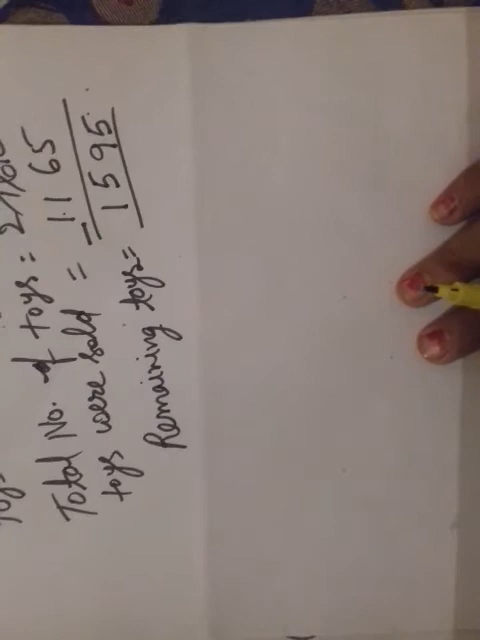 Total No. of toys =
toys were sold = - 1165
Remaining toys = 1595